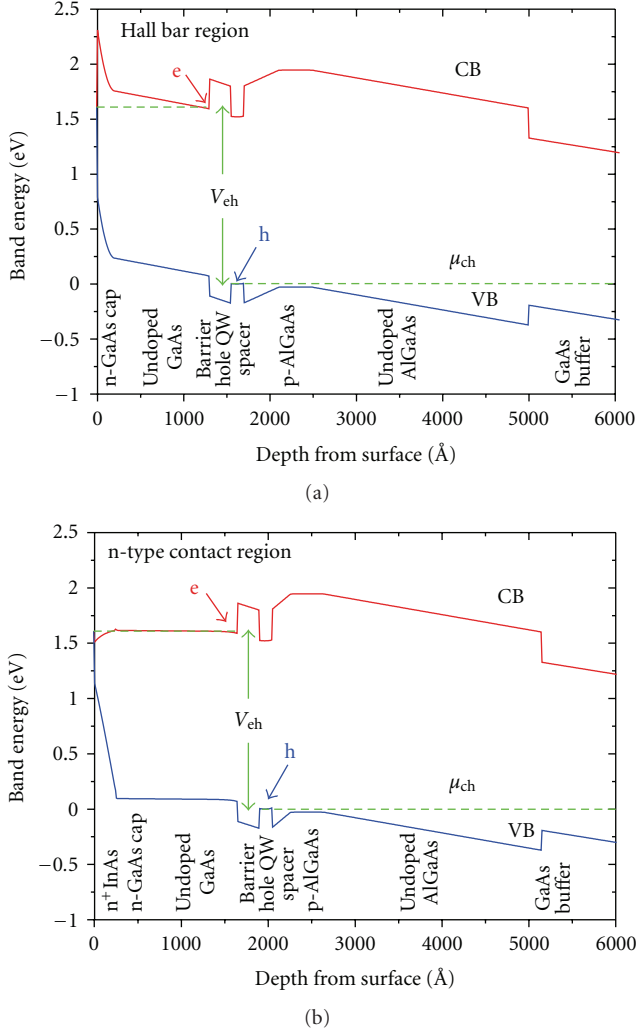 2.5
Hall bar region
2
e
CB
1.5
Band energy (eV)
1
V_eh
0.5
h
μ_ch
0
VB
−0.5
n-GaAs cap
Undoped
GaAs
Barrier
hole QW
spacer
p-AlGaAs
Undoped
AlGaAs
GaAs
buffer
−1
0 1000 2000 3000 4000 5000 6000
Depth from surface (Å)
(a)
2.5
n-type contact region
2
e
CB
1.5
Band energy (eV)
1
V_eh
0.5
h
μ_ch
0
VB
−0.5
n⁺InAs
n-GaAs cap
Undoped
GaAs
Barrier
hole QW
spacer
p-AlGaAs
Undoped
AlGaAs
GaAs
buffer
−1
0 1000 2000 3000 4000 5000 6000
Depth from surface (Å)
(b)